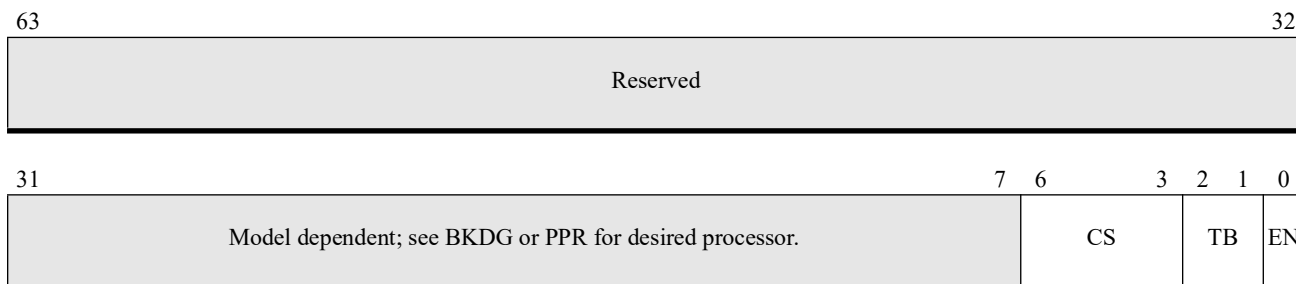 63 32
Reserved
31 7 6 3 2 1 0
Model dependent; see BKDG or PPR for desired processor. CS TB EN